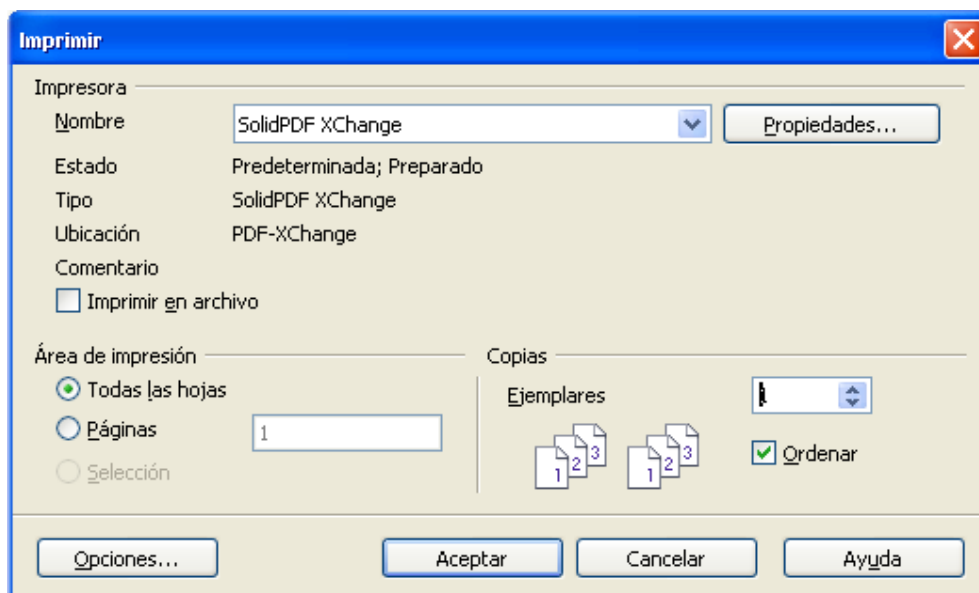 Imprimir
Impresora
Nombre SolidPDF XChange Propiedades...
Estado Predeterminada; Preparado
Tipo SolidPDF XChange
Ubicación PDF-XChange
Comentario
Imprimir en archivo
Área de impresión
Todas las hojas
Páginas 1
Selección
Copias
Ejemplares
1 2 3 1 2 3
Ordenar
Opciones... Aceptar Cancelar Ayuda